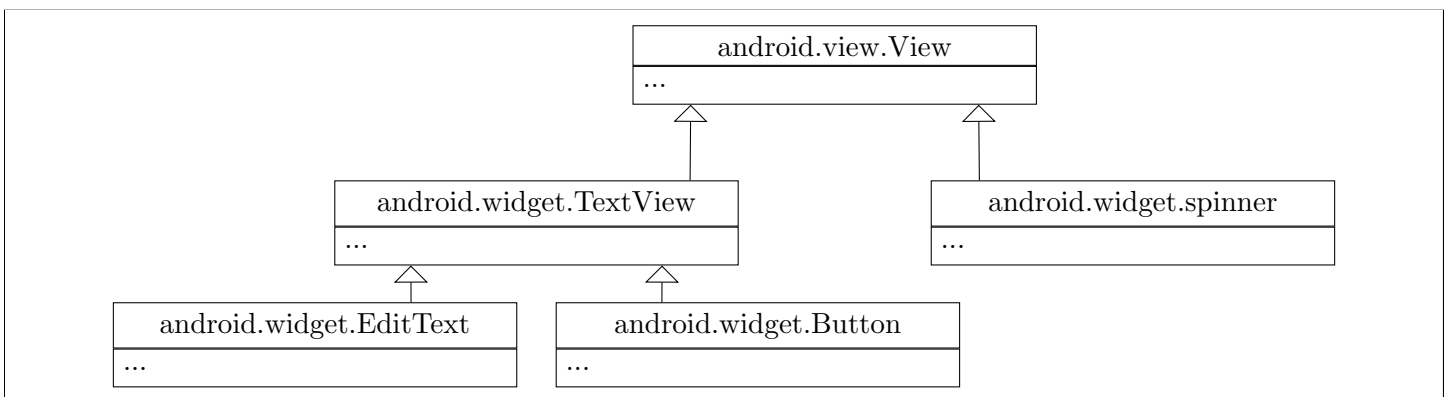 android.view.View
...
android.widget.TextView
...
android.widget.spinner
...
android.widget.EditText
...
android.widget.Button
...